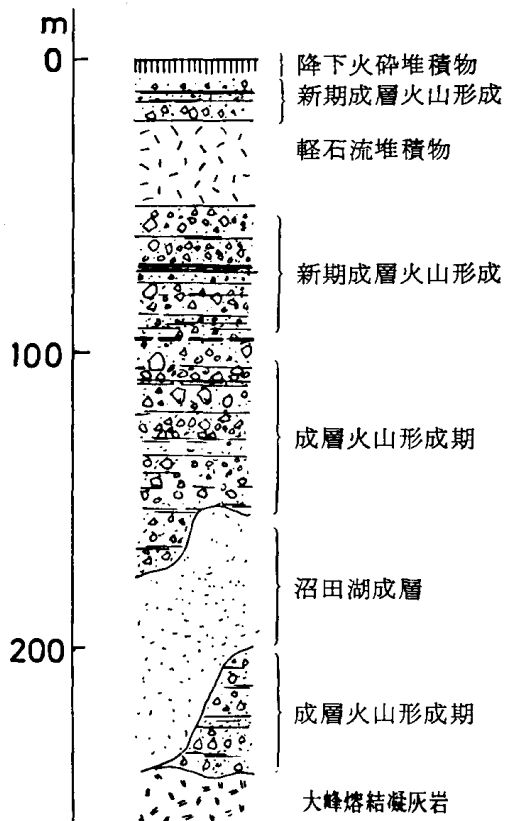 m
0
降下火砕堆積物
新期成層火山形成
軽石流堆積物
新期成層火山形成
100
成層火山形成期
沼田湖成層
200
成層火山形成期
大峰熔結凝灰岩